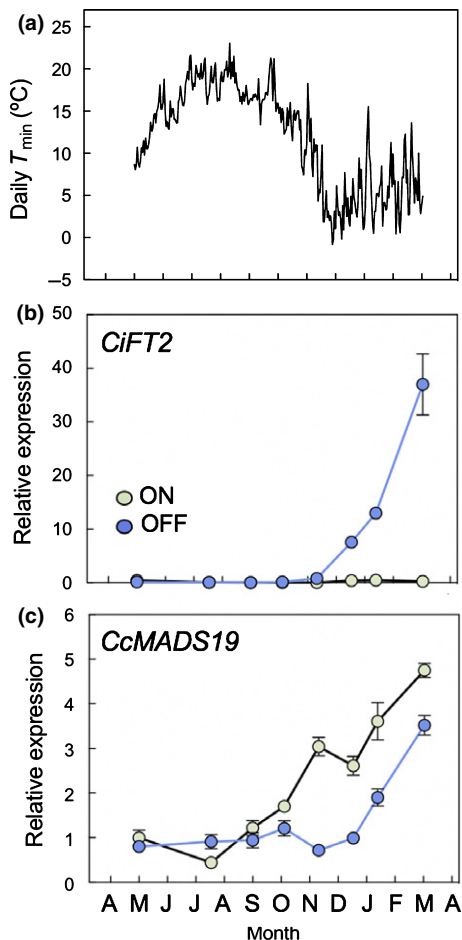 (a)
25
20
15
10
5
0
–5
Daily Tmin (ºC)
(b)
50
40
30
20
10
0
Relative expression
CiFT2
ON
OFF
(c)
6
5
4
3
2
1
0
Relative expression
CcMADS19
A M J J A S O N D J F M A
Month